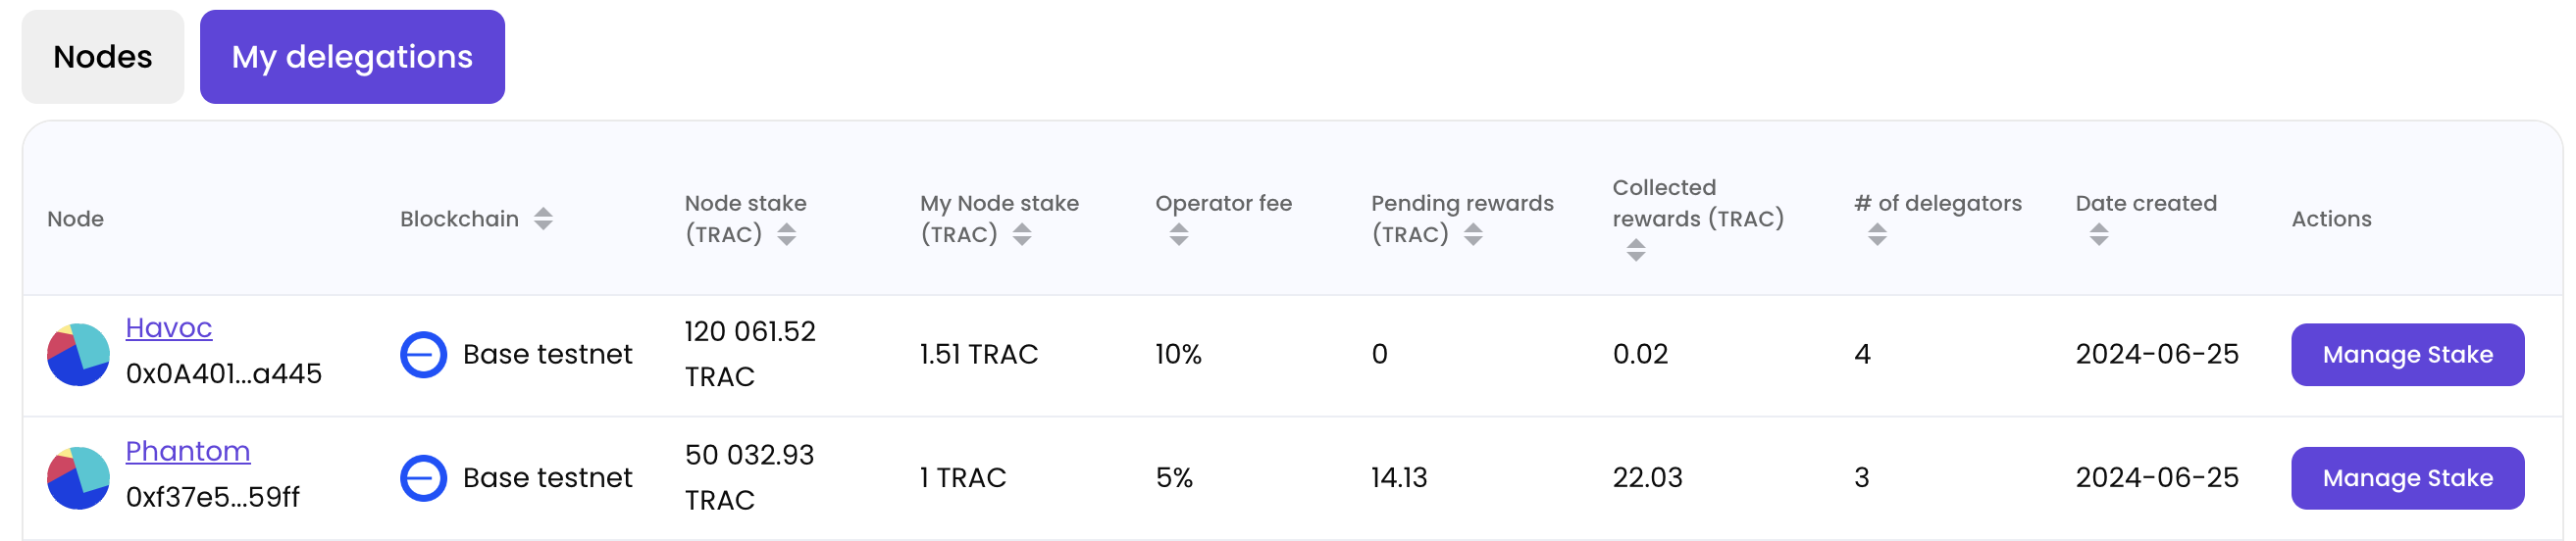 Nodes
My delegations
Node
Blockchain
Node stake
(TRAC)
My Node stake
(TRAC)
Operator fee
Pending rewards
(TRAC)
Collected
rewards (TRAC)
# of delegators
Date created
Actions
Havoc
0x0A401...a445
Base testnet
120 061.52
TRAC
1.51 TRAC
10%
0
0.02
4
2024-06-25
Manage Stake
Phantom
0xf37e5...59ff
Base testnet
50 032.93
TRAC
1 TRAC
5%
14.13
22.03
3
2024-06-25
Manage Stake